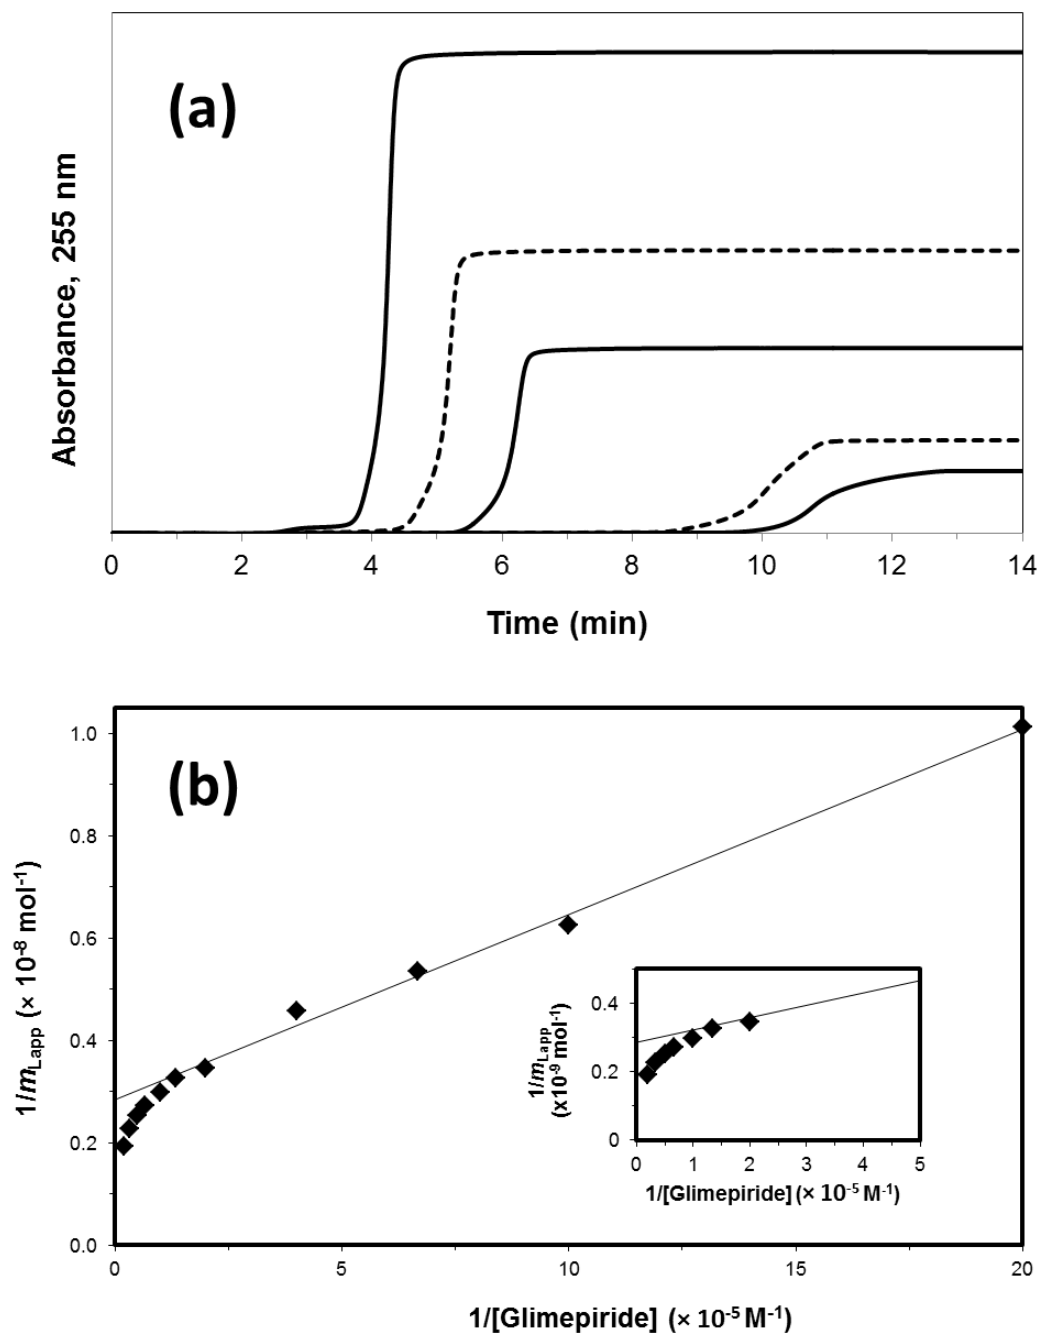 (a)
Absorbance, 255 nm
0 2 4 6 8 10 12 14
Time (min)
(b)
1/mLapp (× 10⁻⁸ mol⁻¹)
1.0
0.8
0.6
0.4
0.2
0.0
0 5 10 15 20
1/[Glimepiride] (× 10⁻⁵ M⁻¹)
1/mLapp
(x10⁻⁹ mol⁻¹)
0.4
0.2
0
0 1 2 3 4 5
1/[Glimepiride] (× 10⁻⁵ M⁻¹)